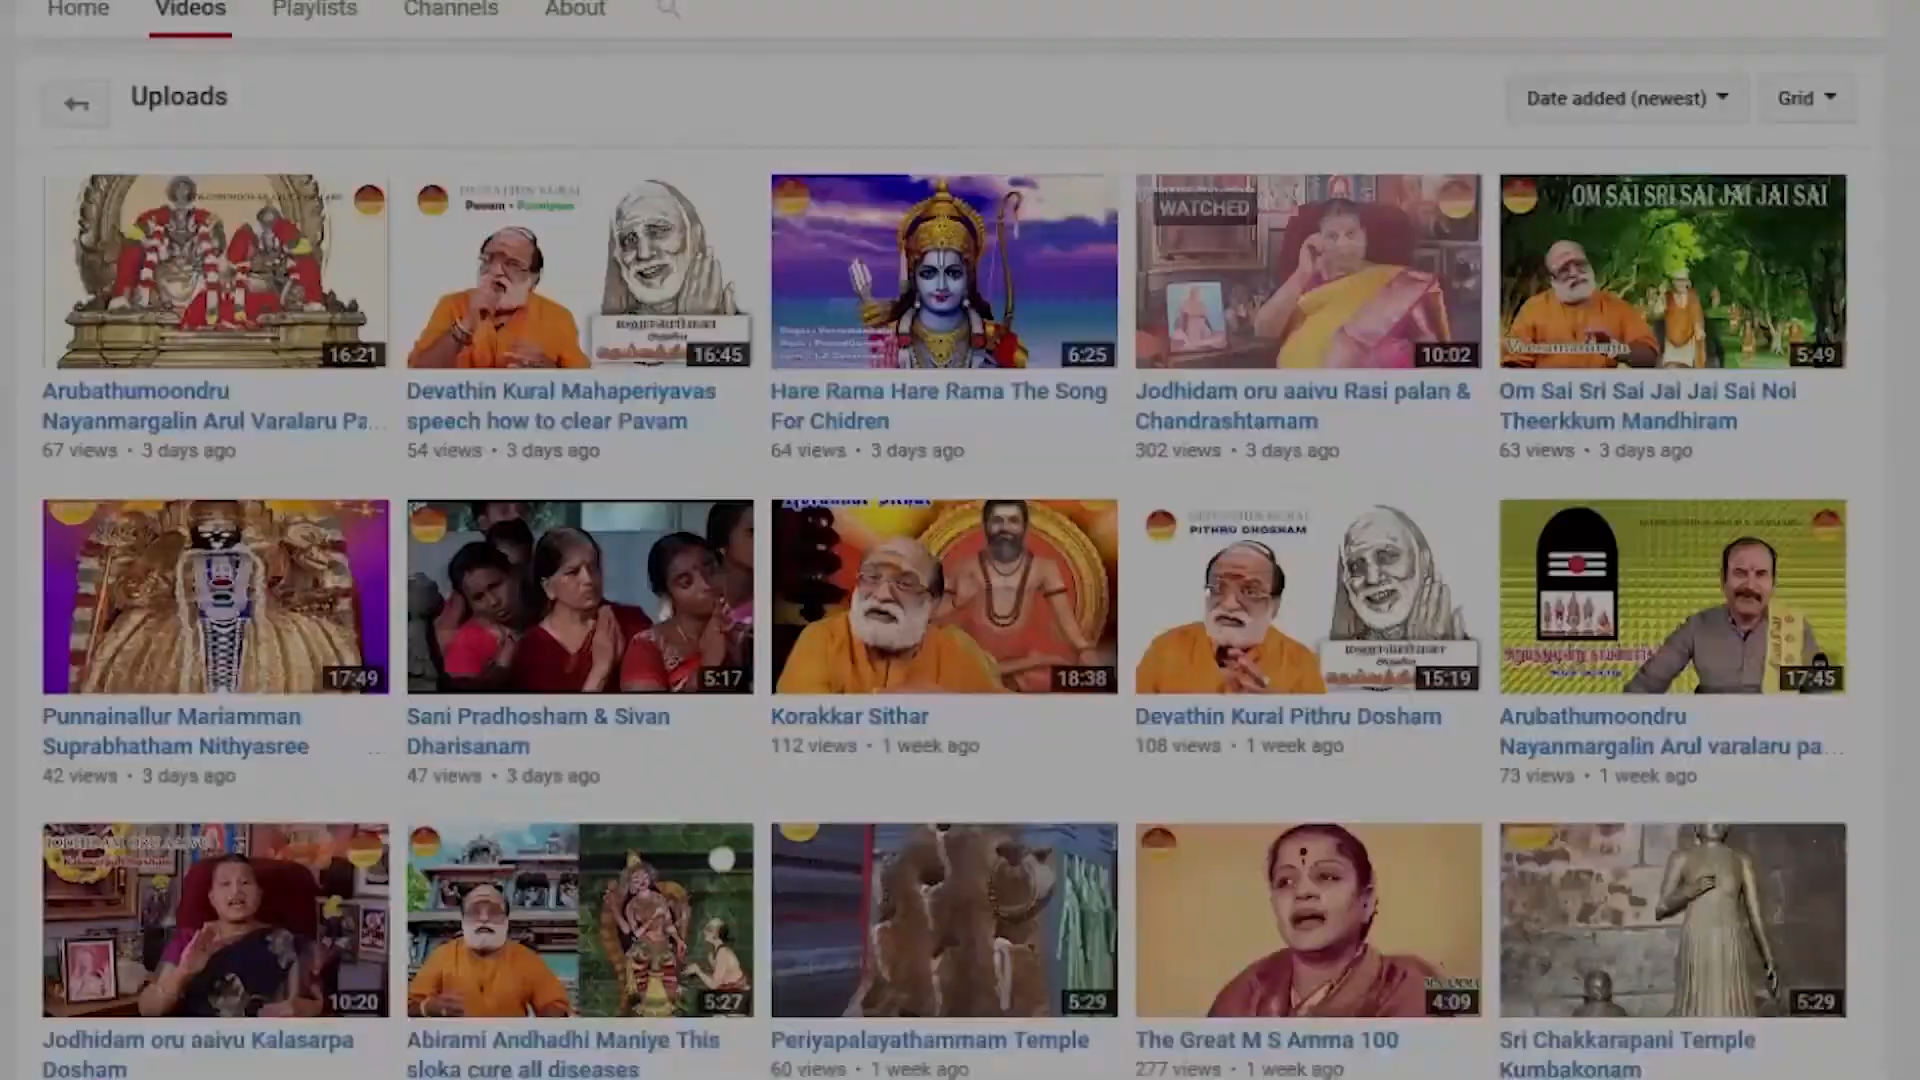 Home Videos Playlists Channels About
Uploads
Date added (newest) Grid
OM SAI SRI SAI JAI JAI SAI
WATCHED
Veeramaniraju
16:21
16:45
6:25
10:02
5:49
Arubathumoondru
Nayanmargalin Arul Varalaru Pa...
67 views • 3 days ago
Devathin Kural Mahaperiyavas
speech how to clear Pavam
54 views • 3 days ago
Hare Rama Hare Rama The Song
For Chidren
64 views • 3 days ago
Jodhidam oru aaivu Rasi palan &
Chandrashtamam
302 views • 3 days ago
Om Sai Sri Sai Jai Jai Sai Noi
Theerkkum Mandhiram
63 views • 3 days ago
PITHRU DHOSHAM
17:49
5:17
18:38
15:19
17:45
Punnainallur Mariamman
Suprabhatham Nithyasree ...
42 views • 3 days ago
Sani Pradhosham & Sivan
Dharisanam
47 views • 3 days ago
Korakkar Sithar
112 views • 1 week ago
Devathin Kural Pithru Dosham
108 views • 1 week ago
Arubathumoondru
Nayanmargalin Arul varalaru pa...
73 views • 1 week ago
JODHIDAM ORU AAIVU
10:20
5:27
5:29
4:09
5:29
Jodhidam oru aaivu Kalasarpa
Dosham
Abirami Andhadhi Maniye This
sloka cure all diseases
Periyapalayathammam Temple
60 views • 1 week ago
The Great M S Amma 100
277 views • 1 week ago
Sri Chakkarapani Temple
Kumbakonam